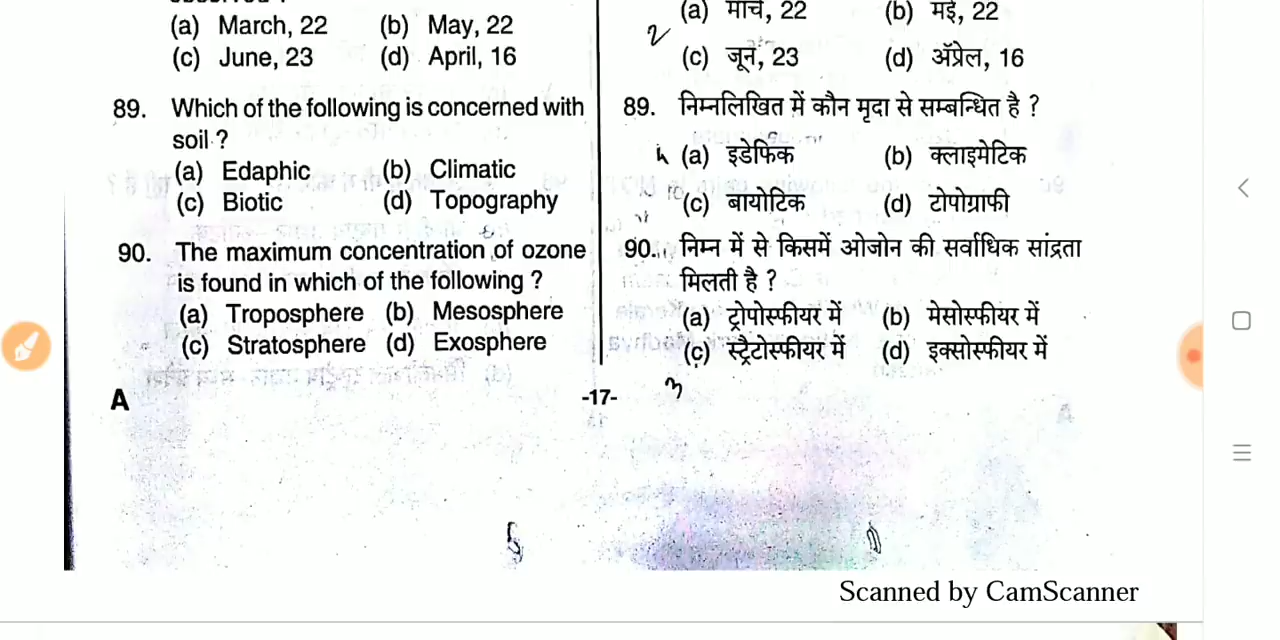 (a) March, 22 (b) May, 22
(c) June, 23 (d) April, 16
89. Which of the following is concerned with
soil ?
(a) Edaphic (b) Climatic
(c) Biotic (d) Topography
90. The maximum concentration of ozone
is found in which of the following ?
(a) Troposphere (b) Mesosphere
(c) Stratosphere (d) Exosphere
(a) मार्च, 22 (b) मई, 22
2
(c) जून, 23 (d) ॲप्रेल, 16
89. निम्नलिखित में कौन मृदा से सम्बन्धित है ?
(a) इडेफिक (b) क्लाइमेटिक
(c) बायोटिक (d) टोपोग्राफी
90. निम्न में से किसमें ओजोन की सर्वाधिक सांद्रता
मिलती है ?
(a) ट्रोपोस्फीयर में (b) मेसोस्फीयर में
(c) स्ट्रैटोस्फीयर में (d) इक्सोस्फीयर में
3
A -17-
Scanned by CamScanner